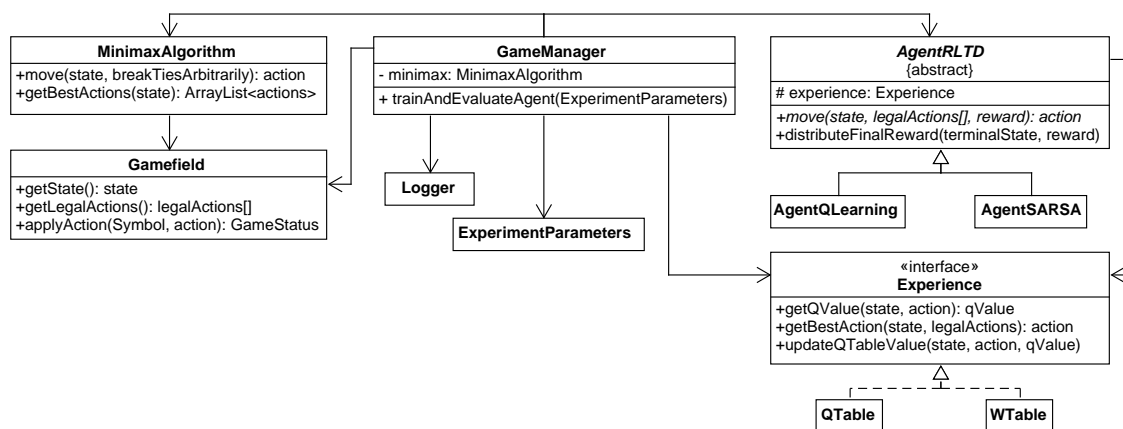 MinimaxAlgorithm
+move(state, breakTiesArbitrarily): action
+getBestActions(state): ArrayList<actions>
GameManager
- minimax: MinimaxAlgorithm
+ trainAndEvaluateAgent(ExperimentParameters)
AgentRLTD
{abstract}
# experience: Experience
+move(state, legalActions[], reward): action
+distributeFinalReward(terminalState, reward)
Gamefield
+getState(): state
+getLegalActions(): legalActions[]
+applyAction(Symbol, action): GameStatus
Logger
ExperimentParameters
AgentQLearning
AgentSARSA
«interface»
Experience
+getQValue(state, action): qValue
+getBestAction(state, legalActions): action
+updateQTableValue(state, action, qValue)
QTable
WTable